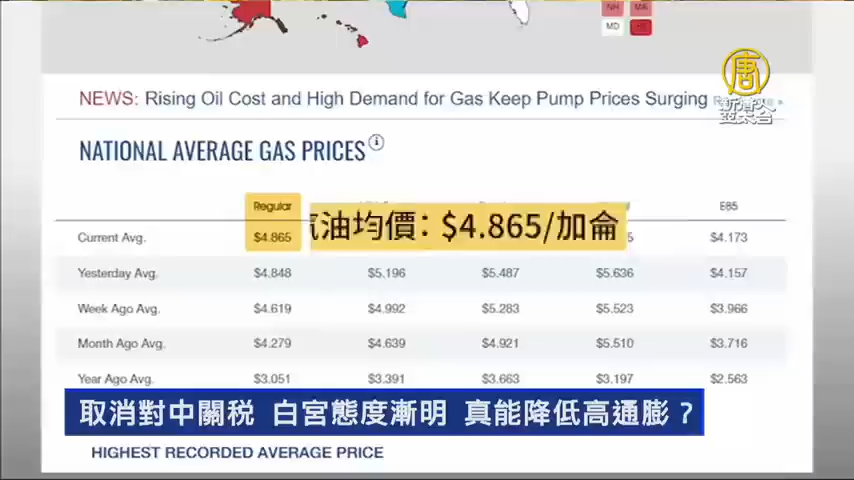 NH MA
MD
唐
新唐人
亞太台
NEWS: Rising Oil Cost and High Demand for Gas Keep Pump Prices Surging
NATIONAL AVERAGE GAS PRICES
Regular E85
Current Avg. $4.865 油均價：$4.865/加侖 5 $4.173
Yesterday Avg. $4.848 $5.196 $5.487 $5.636 $4.157
Week Ago Avg. $4.619 $4.992 $5.283 $5.523 $3.966
Month Ago Avg. $4.279 $4.639 $4.921 $5.510 $3.716
Year Ago Avg. $3.051 $3.391 $3.663 $3.197 $2.563
取消對中關稅 白宮態度漸明 真能降低高通膨？
HIGHEST RECORDED AVERAGE PRICE